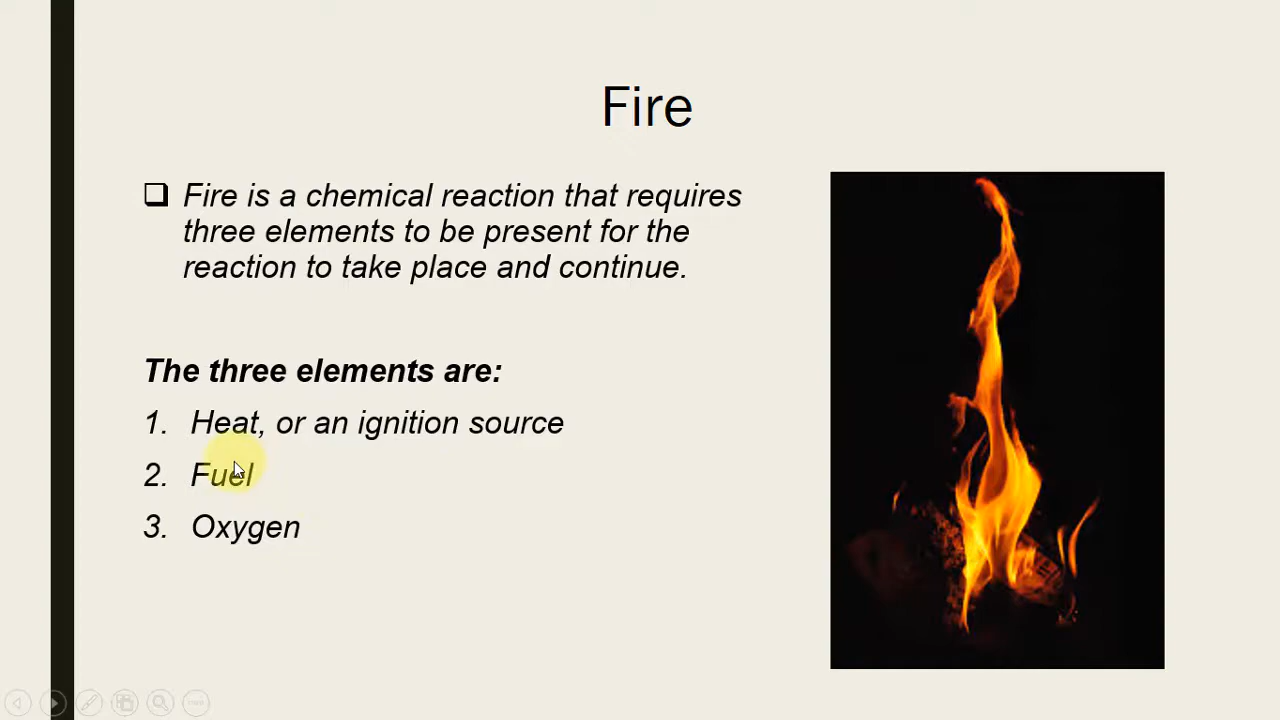 Fire
Fire is a chemical reaction that requires
three elements to be present for the
reaction to take place and continue.
The three elements are:
1. Heat, or an ignition source
2. Fuel
3. Oxygen